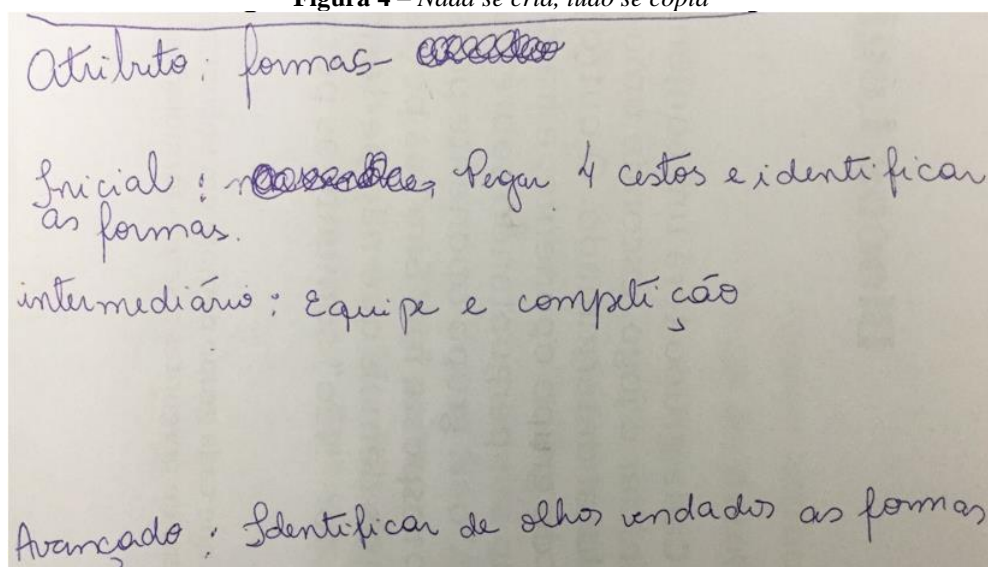 Figura 4 – Nada se cria, tudo se copia
Atributo: formas-
Inicial: Pegar 4 cestos e identificar
as formas.
intermediário: Equipe e competição
Avançado: Identificar de olhos vendados as formas